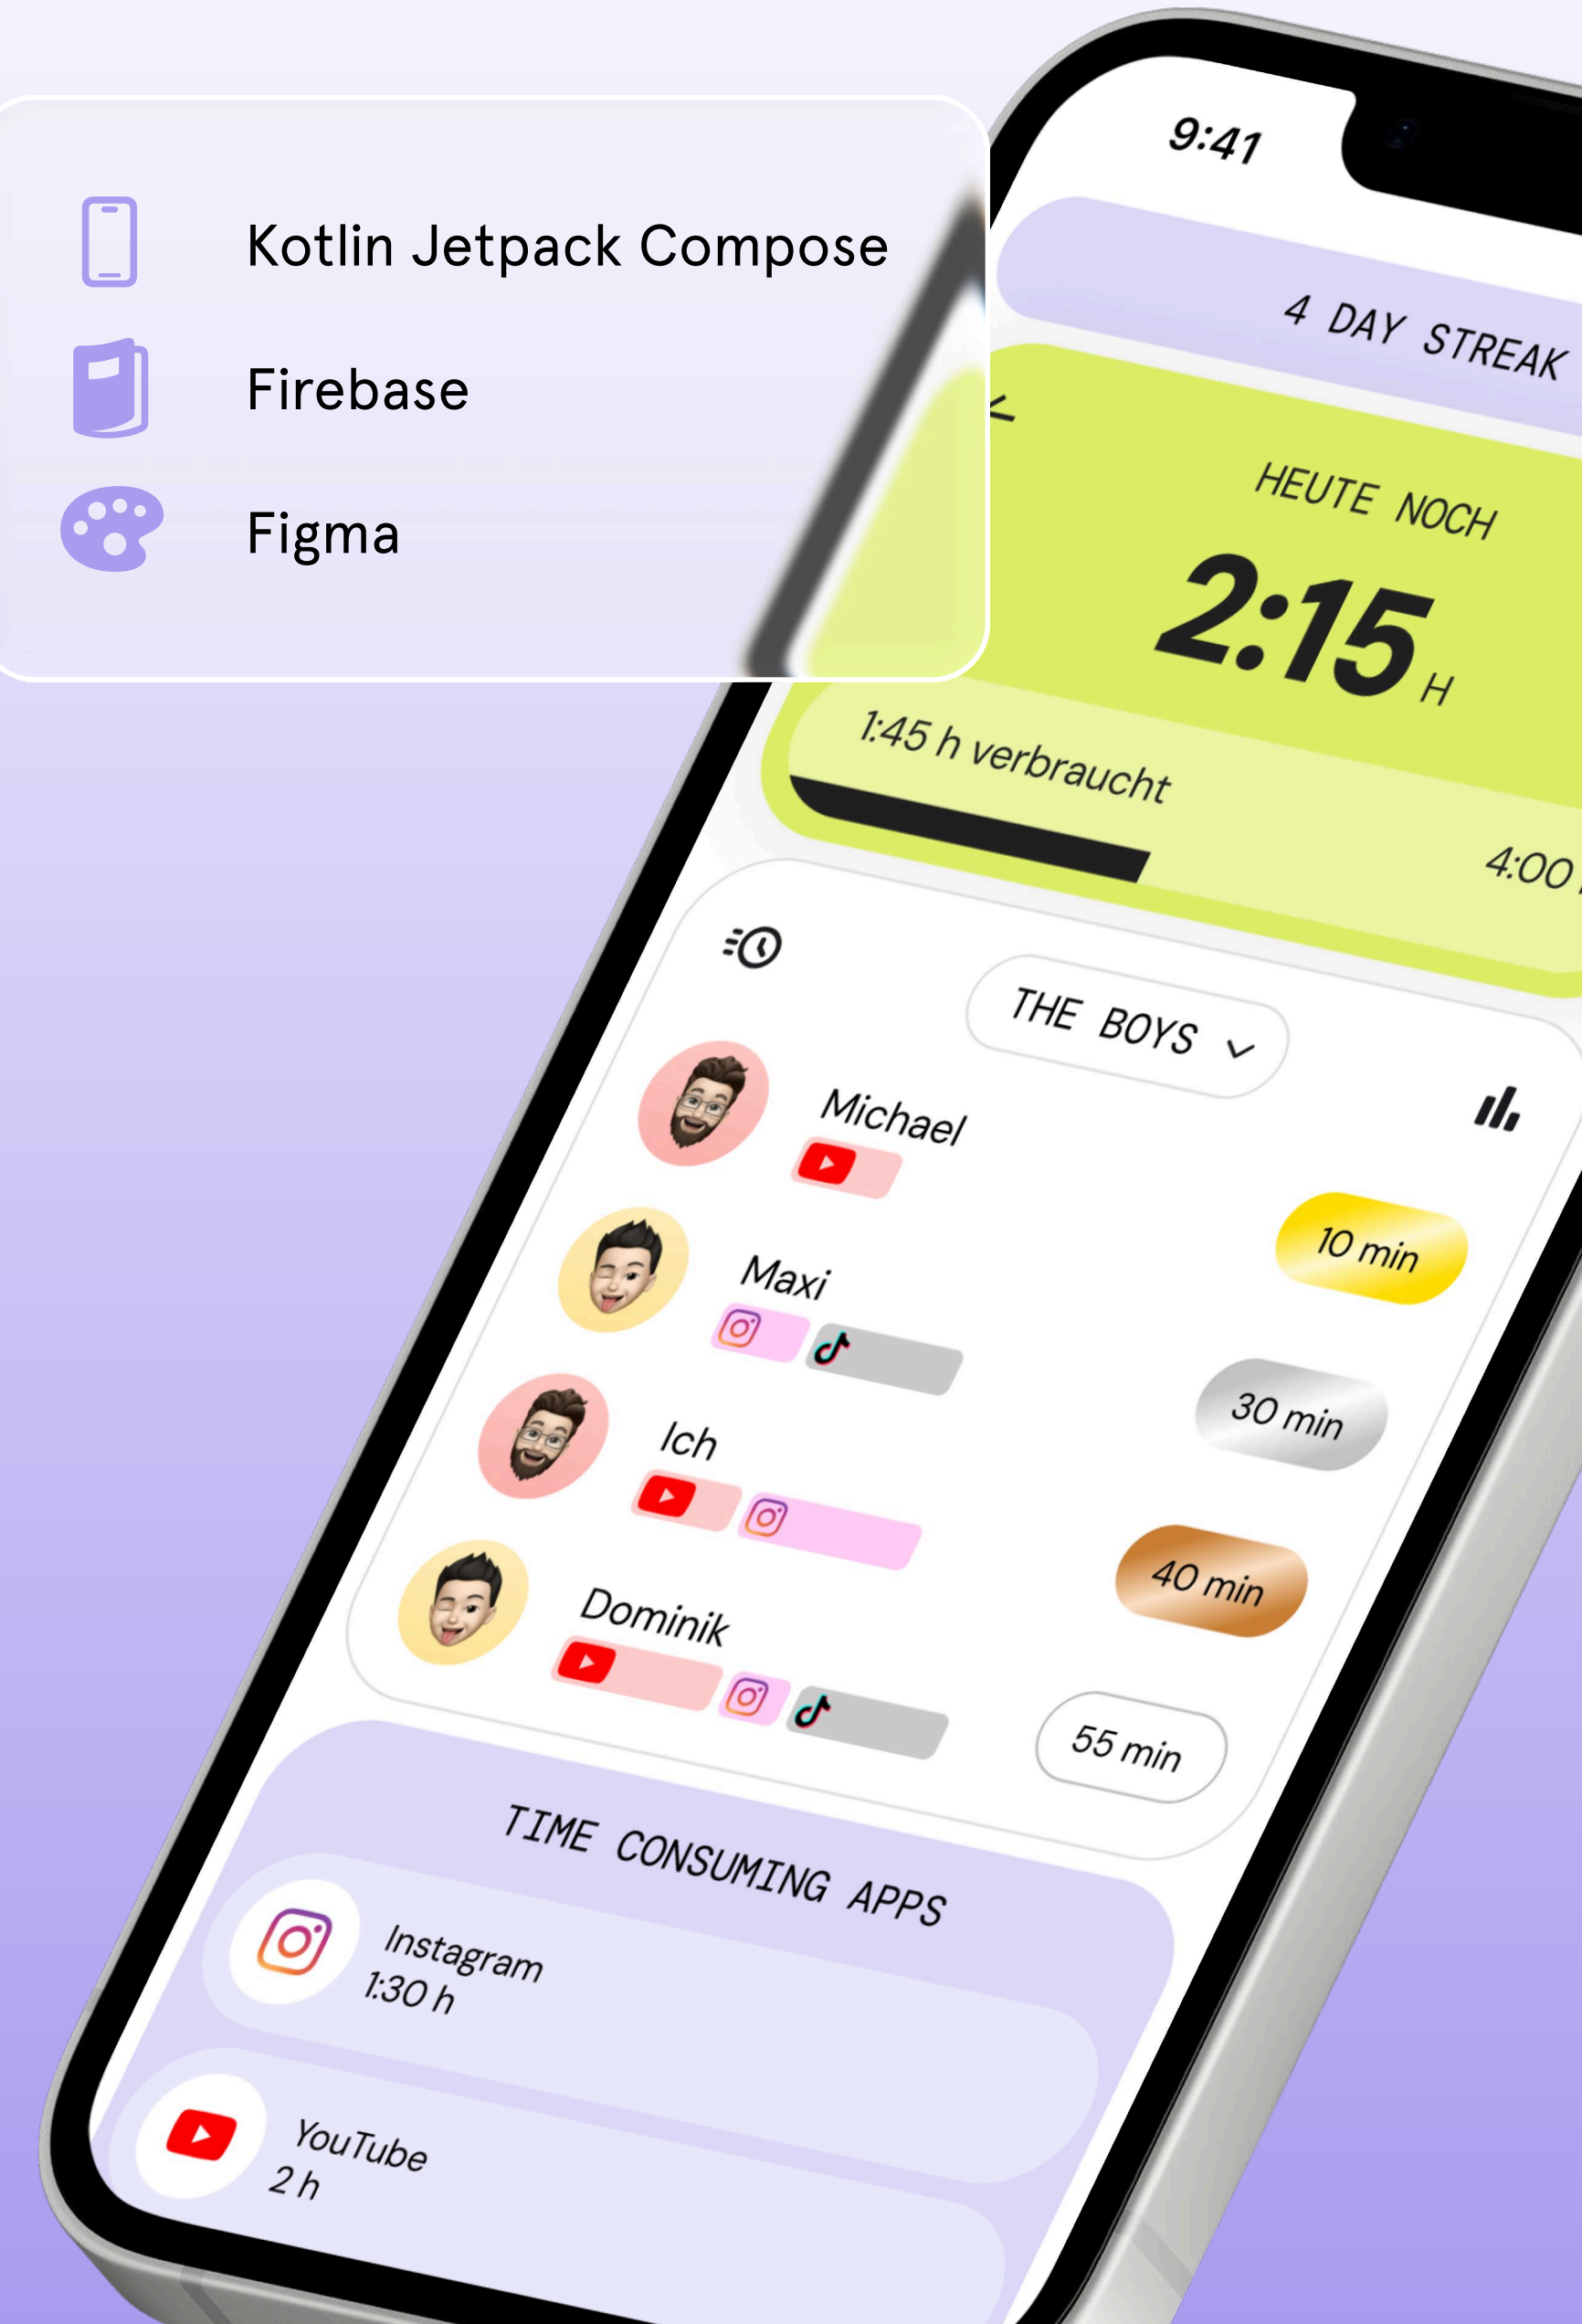 Kotlin Jetpack Compose
Firebase
Figma
9:41
4 DAY STREAK
HEUTE NOCH
2:15 H
1:45 h verbraucht
4:00
THE BOYS
Michael
10 min
Maxi
30 min
Ich
40 min
Dominik
55 min
TIME CONSUMING APPS
Instagram
1:30 h
YouTube
2 h